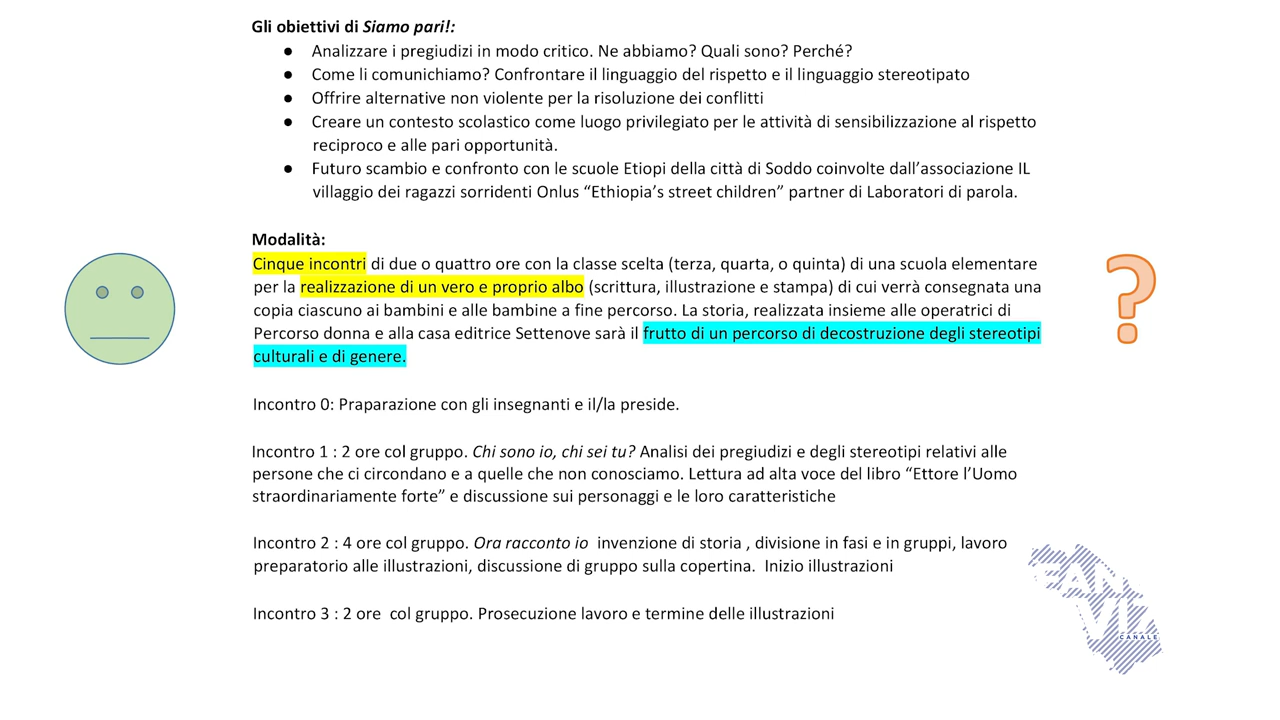 Gli obiettivi di Siamo pari!:
● Analizzare i pregiudizi in modo critico. Ne abbiamo? Quali sono? Perché?
● Come li comunichiamo? Confrontare il linguaggio del rispetto e il linguaggio stereotipato
● Offrire alternative non violente per la risoluzione dei conflitti
● Creare un contesto scolastico come luogo privilegiato per le attività di sensibilizzazione al rispetto
reciproco e alle pari opportunità.
● Futuro scambio e confronto con le scuole Etiopi della città di Soddo coinvolte dall’associazione IL
villaggio dei ragazzi sorridenti Onlus “Ethiopia’s street children” partner di Laboratori di parola.
Modalità:
Cinque incontri di due o quattro ore con la classe scelta (terza, quarta, o quinta) di una scuola elementare
per la realizzazione di un vero e proprio albo (scrittura, illustrazione e stampa) di cui verrà consegnata una
copia ciascuno ai bambini e alle bambine a fine percorso. La storia, realizzata insieme alle operatrici di
Percorso donna e alla casa editrice Settenove sarà il frutto di un percorso di decostruzione degli stereotipi
culturali e di genere.
?
Incontro 0: Praparazione con gli insegnanti e il/la preside.
Incontro 1 : 2 ore col gruppo. Chi sono io, chi sei tu? Analisi dei pregiudizi e degli stereotipi relativi alle
persone che ci circondano e a quelle che non conosciamo. Lettura ad alta voce del libro “Ettore l’Uomo
straordinariamente forte” e discussione sui personaggi e le loro caratteristiche
Incontro 2 : 4 ore col gruppo. Ora racconto io invenzione di storia , divisione in fasi e in gruppi, lavoro
preparatorio alle illustrazioni, discussione di gruppo sulla copertina. Inizio illustrazioni
Incontro 3 : 2 ore col gruppo. Prosecuzione lavoro e termine delle illustrazioni
CANALE